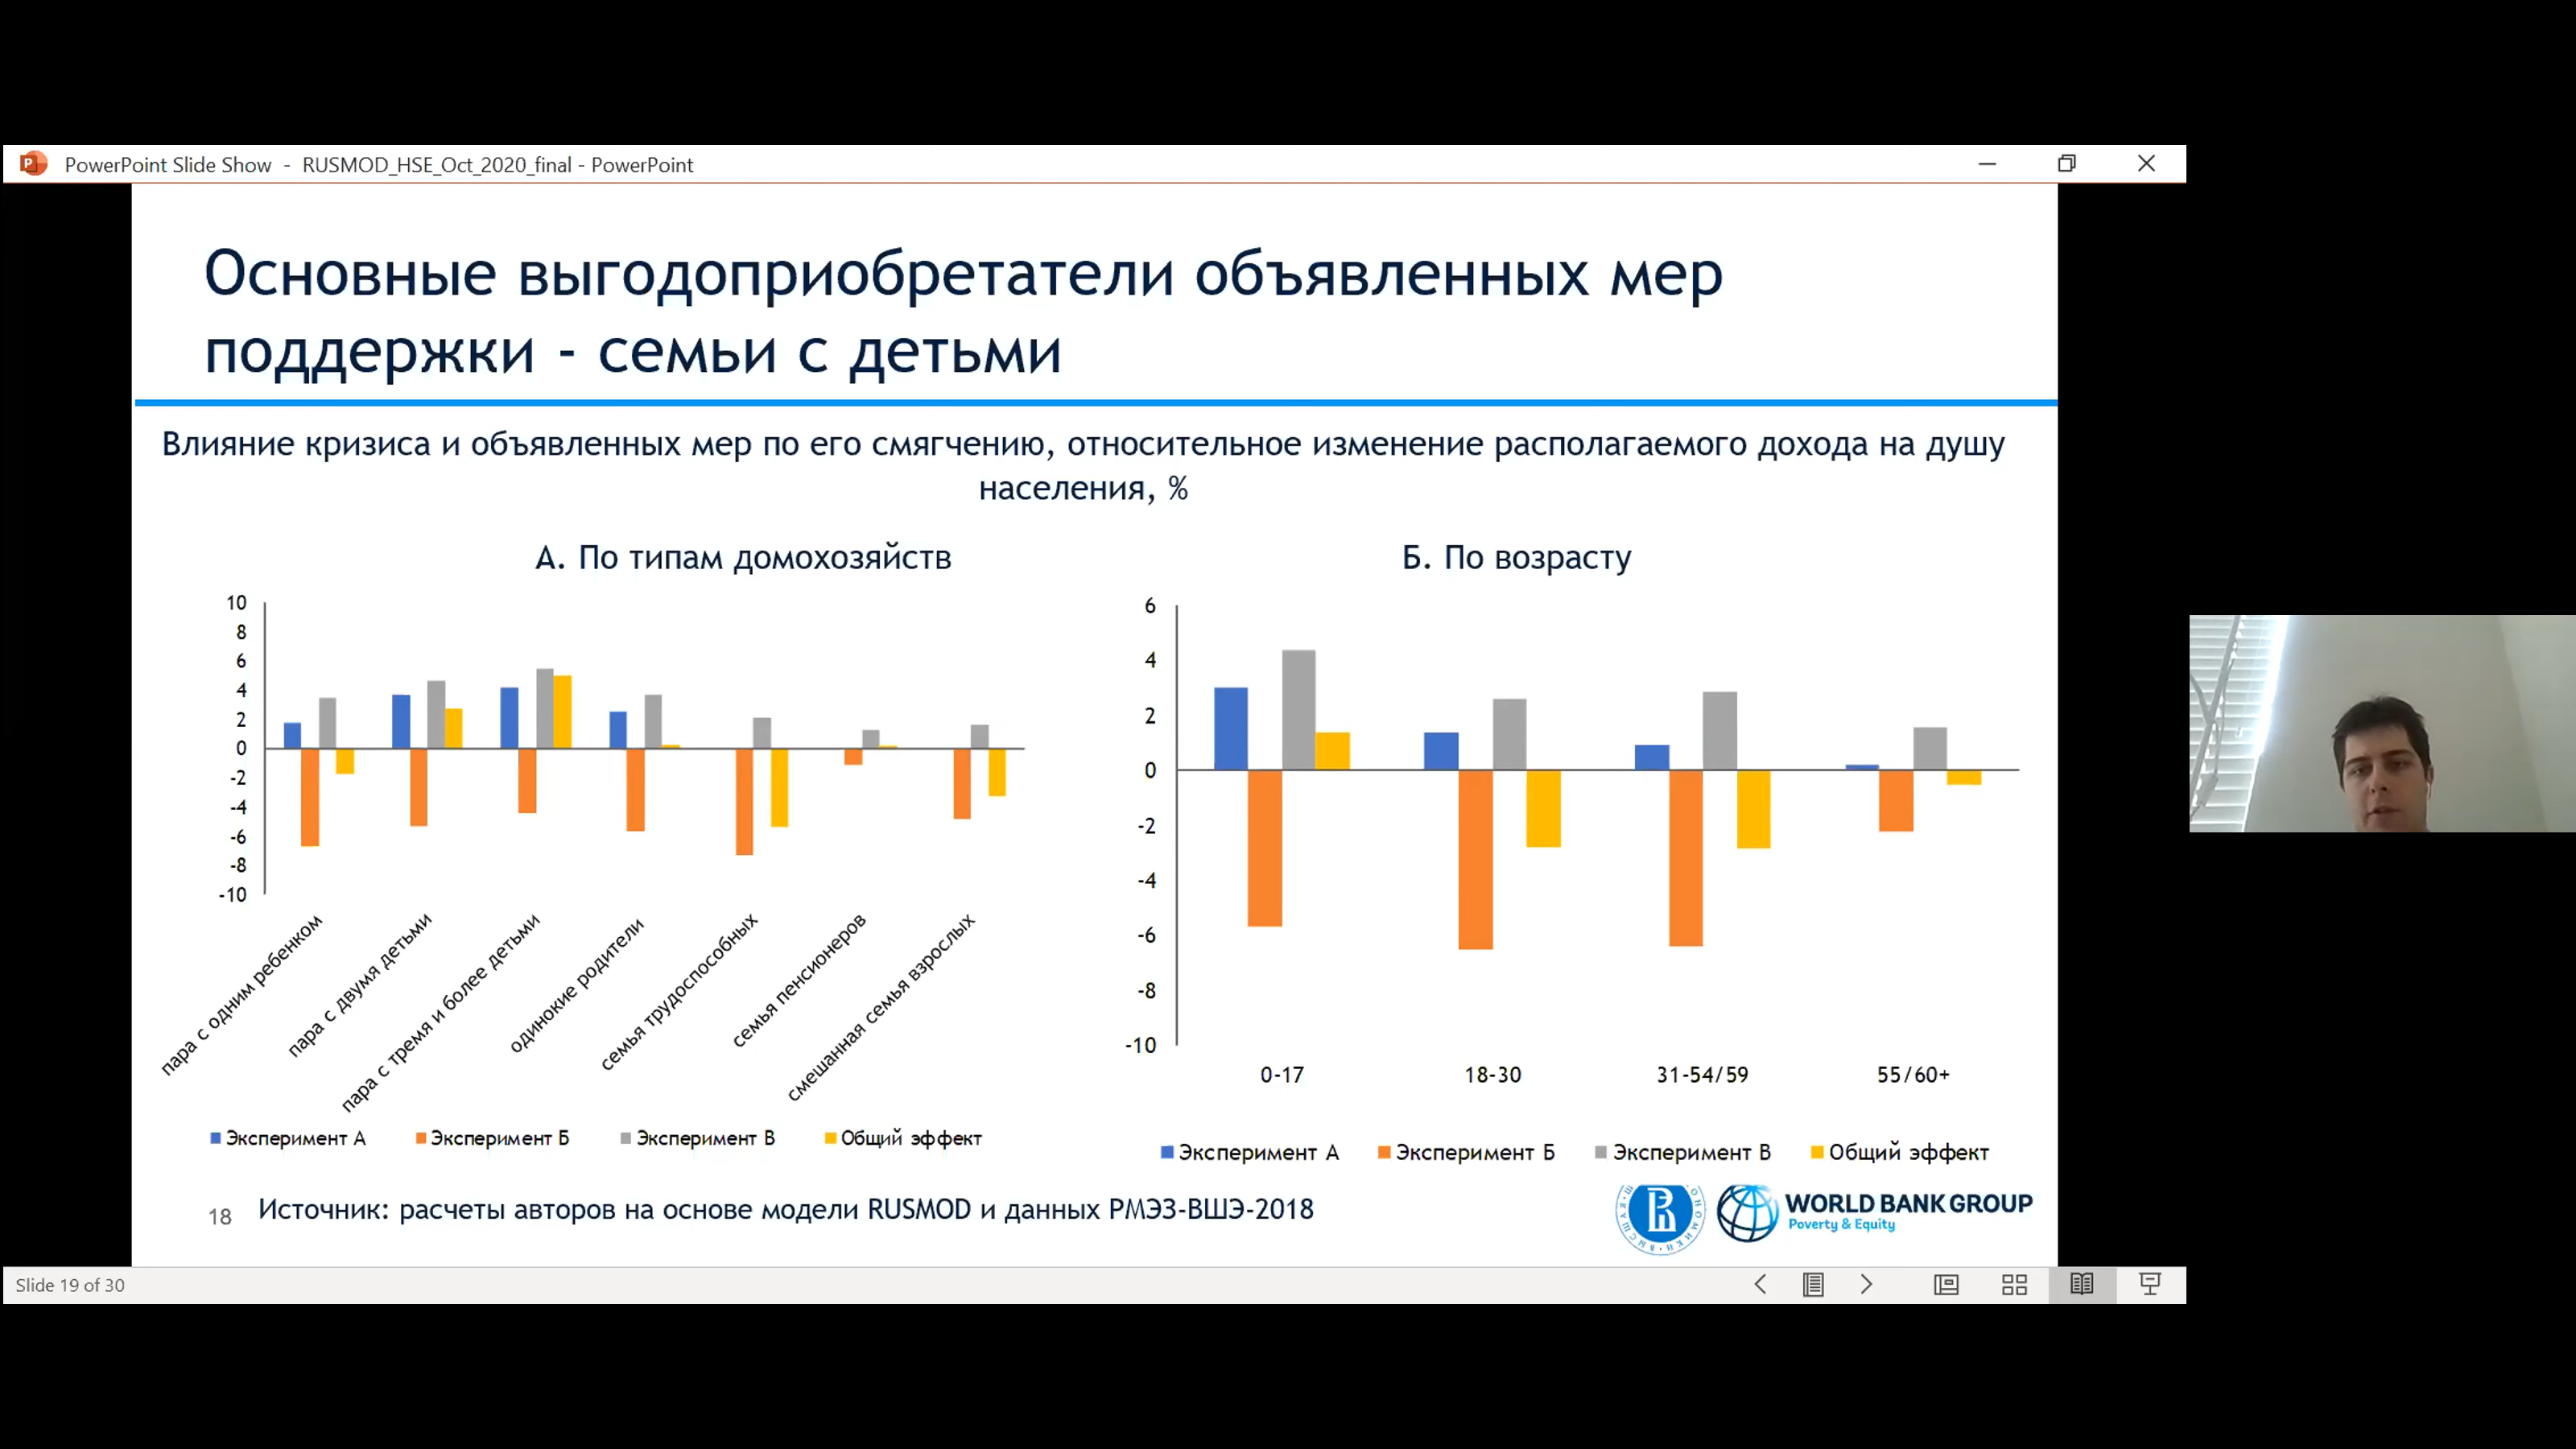 PowerPoint Slide Show - RUSMOD_HSE_Oct_2020_final - PowerPoint
Основные выгодоприобретатели объявленных мер
поддержки - семьи с детьми
Влияние кризиса и объявленных мер по его смягчению, относительное изменение располагаемого дохода на душу
населения, %
А. По типам домохозяйств
10
8
6
4
2
0
-2
-4
-6
-8
-10
пара с одним ребенком
пара с двумя детьми
пара с тремя и более детьми
одинокие родители
семья трудоспособных
семья пенсионеров
смешанная семья взрослых
Эксперимент А Эксперимент Б Эксперимент В Общий эффект
Б. По возрасту
6
4
2
0
-2
-4
-6
-8
-10
0-17 18-30 31-54/59 55/60+
Эксперимент А Эксперимент Б Эксперимент В Общий эффект
18 Источник: расчеты авторов на основе модели RUSMOD и данных РМЭЗ-ВШЭ-2018
WORLD BANK GROUP
Poverty & Equity
Slide 19 of 30